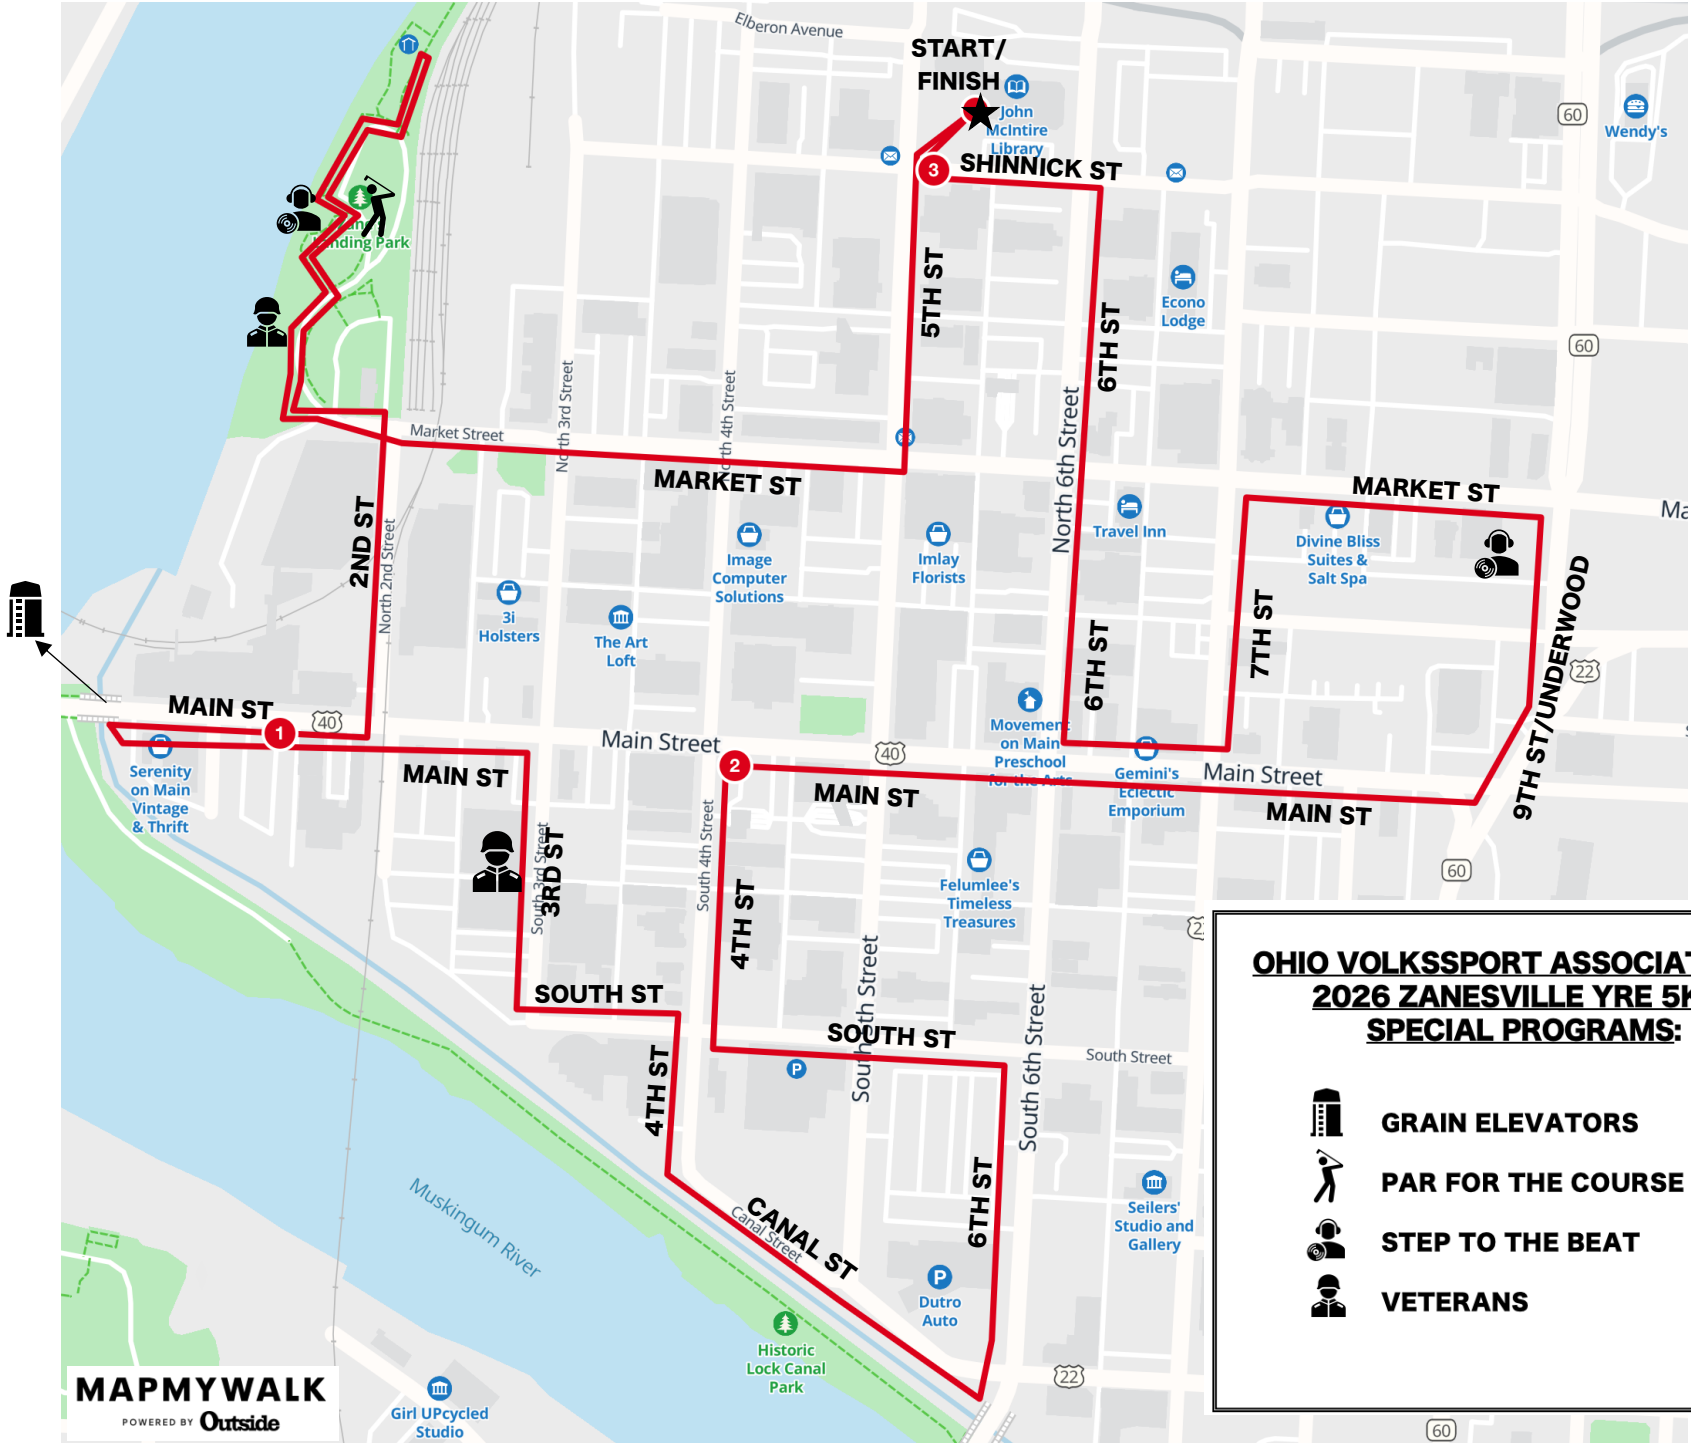 Elberon Avenue
START/
FINISH
John
McIntire
Library
60
Wendy's
3
SHINNICK ST
Landing Park
5TH ST
Econo
Lodge
6TH ST
60
North 3rd Street
North 4th Street
North 6th Street
Market Street
MARKET ST
MARKET ST
Travel Inn
Divine Bliss
Suites &
Salt Spa
2ND ST
North 2nd Street
Image
Computer
Solutions
Imlay
Florists
3i
Holsters
The Art
Loft
6TH ST
7TH ST
9TH ST/UNDERWOOD
22
MAIN ST
1
40
Main Street
2
40
Movement
on Main
Preschool
for the Arts
Gemini's
Eclectic
Emporium
Main Street
Serenity
on Main
Vintage
& Thrift
MAIN ST
MAIN ST
MAIN ST
South 3rd Street
3RD ST
South 4th Street
4TH ST
Felumlee's
Timeless
Treasures
60
SOUTH ST
SOUTH ST
South 5th Street
South 6th Street
South Street
4TH ST
P
6TH ST
CANAL ST
Canal Street
Muskingum River
Seilers'
Studio and
Gallery
P
Dutro
Auto
Historic
Lock Canal
Park
22
Girl UPcycled
Studio
60
MAPMYWALK
POWERED BY Outside
OHIO VOLKSSPORT ASSOCIAT
2026 ZANESVILLE YRE 5K
SPECIAL PROGRAMS:
GRAIN ELEVATORS
PAR FOR THE COURSE
STEP TO THE BEAT
VETERANS